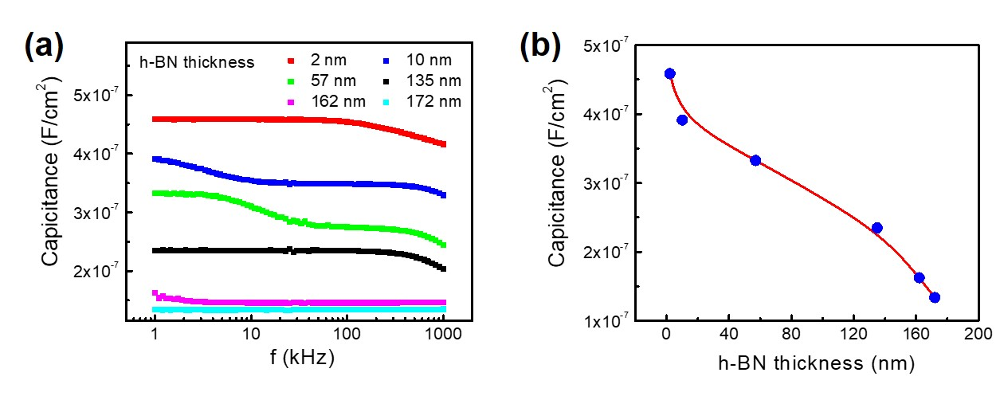 (a)
h-BN thickness
2 nm
10 nm
57 nm
135 nm
162 nm
172 nm
Capicitance (F/cm²)
5x10⁻⁷
4x10⁻⁷
3x10⁻⁷
2x10⁻⁷
1 10 100 1000
f (kHz)
(b)
Capicitance (F/cm²)
5x10⁻⁷
4x10⁻⁷
3x10⁻⁷
2x10⁻⁷
1x10⁻⁷
0 40 80 120 160 200
h-BN thickness (nm)